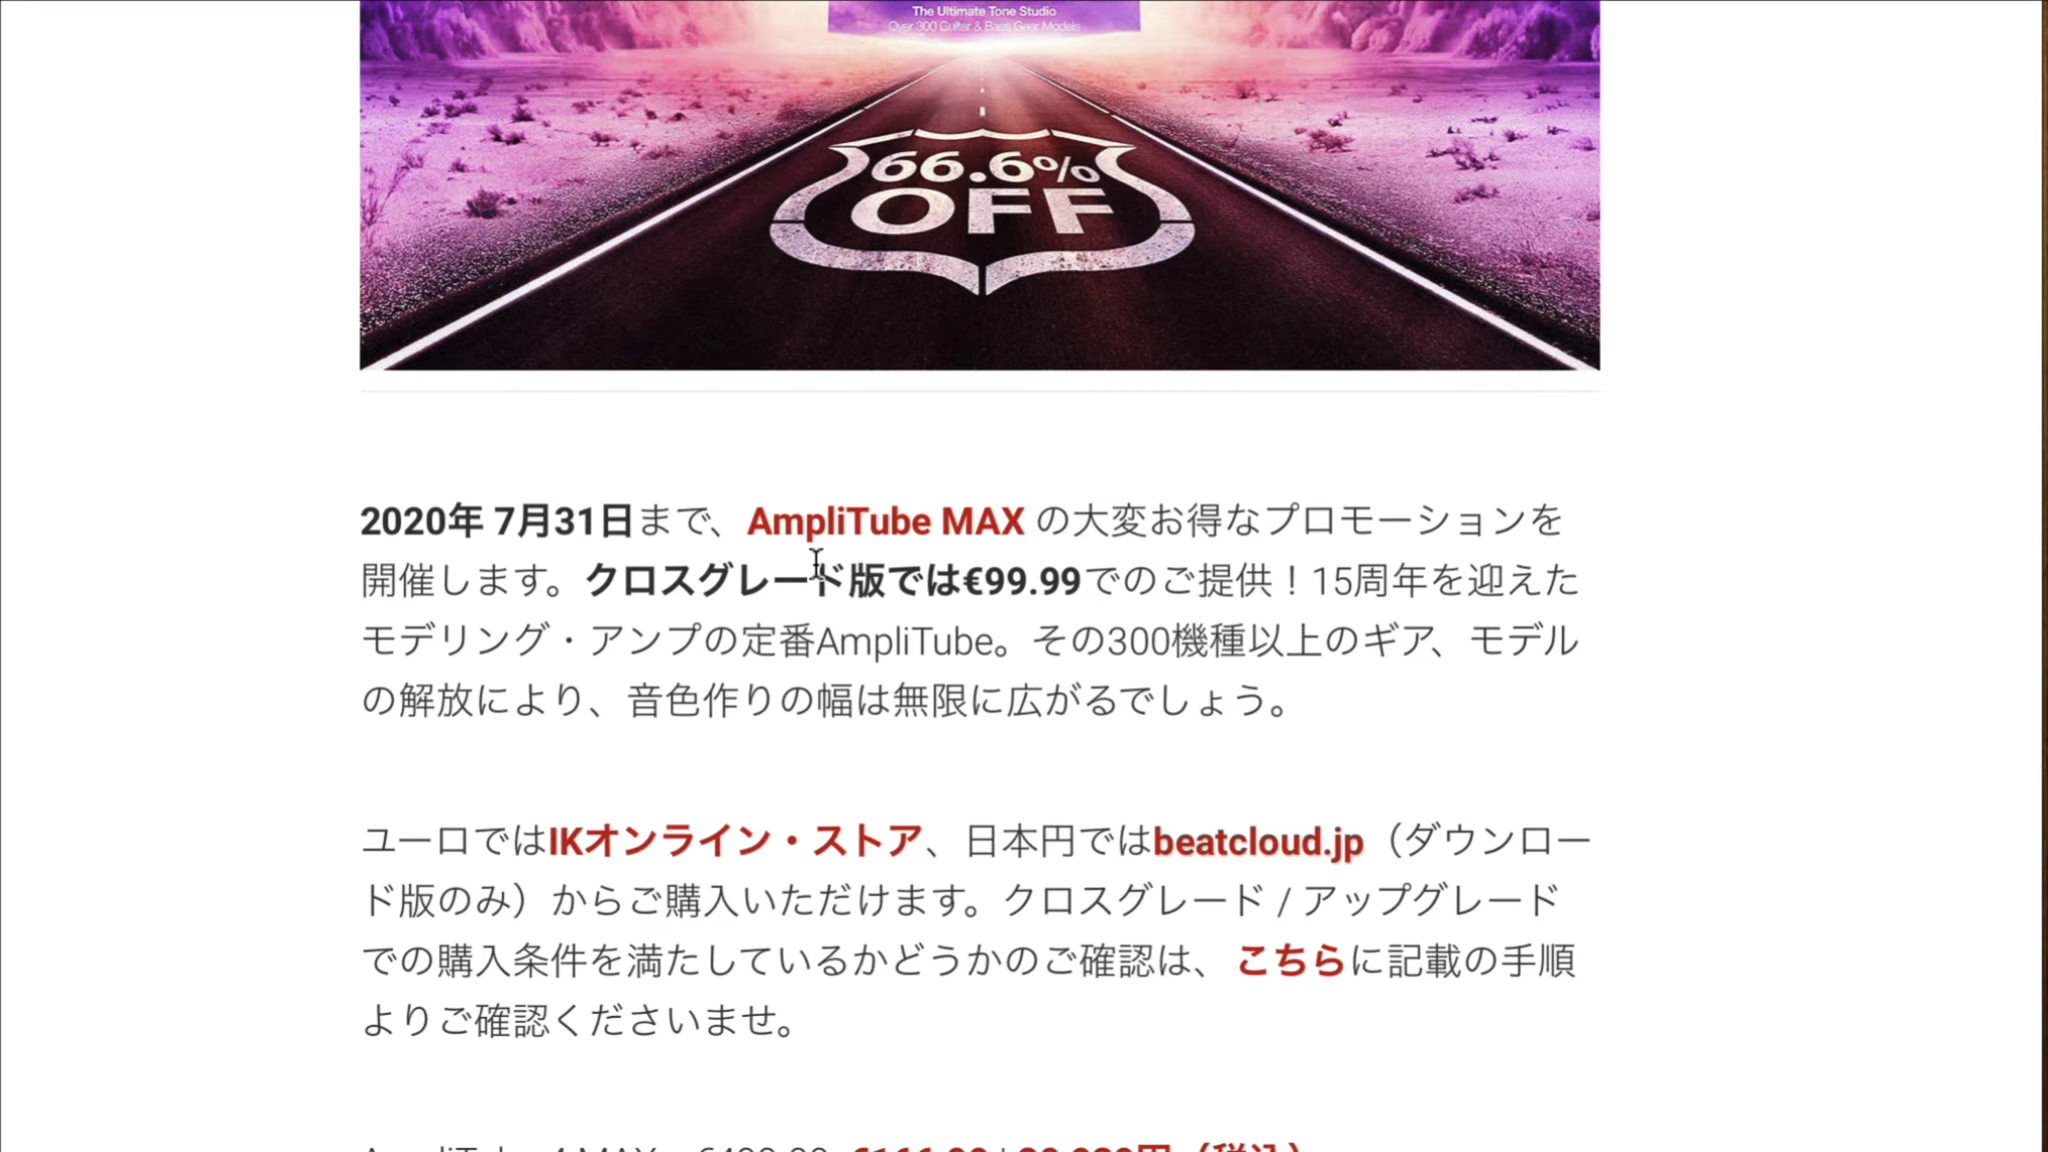 The Ultimate Tone Studio
Over 300 Guitar & Bass Gear Models
66.6%
OFF
2020年 7月31日まで、AmpliTube MAX の大変お得なプロモーションを
開催します。クロスグレード版では€99.99でのご提供！15周年を迎えた
モデリング・アンプの定番AmpliTube。その300機種以上のギア、モデル
の解放により、音色作りの幅は無限に広がるでしょう。
ユーロではIKオンライン・ストア、日本円ではbeatcloud.jp（ダウンロー
ド版のみ）からご購入いただけます。クロスグレード / アップグレード
での購入条件を満たしているかどうかのご確認は、こちらに記載の手順
よりご確認くださいませ。